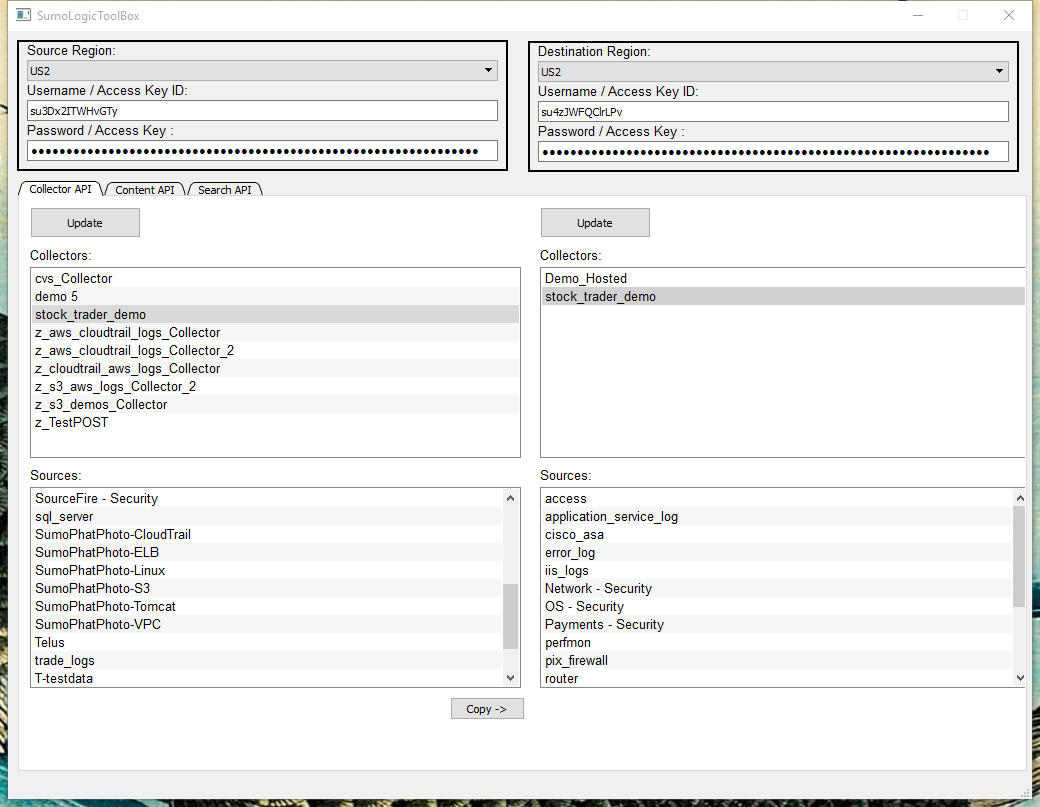 SumoLogicToolBox
Source Region:
US2
Username / Access Key ID:
su3Dx2ITWHvGTy
Password / Access Key :
Destination Region:
US2
Username / Access Key ID:
su4zJWFQClrLPv
Password / Access Key :
Collector API
Content API
Search API
Update
Collectors:
cvs_Collector
demo 5
stock_trader_demo
z_aws_cloudtrail_logs_Collector
z_aws_cloudtrail_logs_Collector_2
z_cloudtrail_aws_logs_Collector
z_s3_aws_logs_Collector_2
z_s3_demos_Collector
z_TestPOST
Sources:
SourceFire - Security
sql_server
SumoPhatPhoto-CloudTrail
SumoPhatPhoto-ELB
SumoPhatPhoto-Linux
SumoPhatPhoto-S3
SumoPhatPhoto-Tomcat
SumoPhatPhoto-VPC
Telus
trade_logs
T-testdata
Update
Collectors:
Demo_Hosted
stock_trader_demo
Sources:
access
application_service_log
cisco_asa
error_log
iis_logs
Network - Security
OS - Security
Payments - Security
perfmon
pix_firewall
router
Copy ->